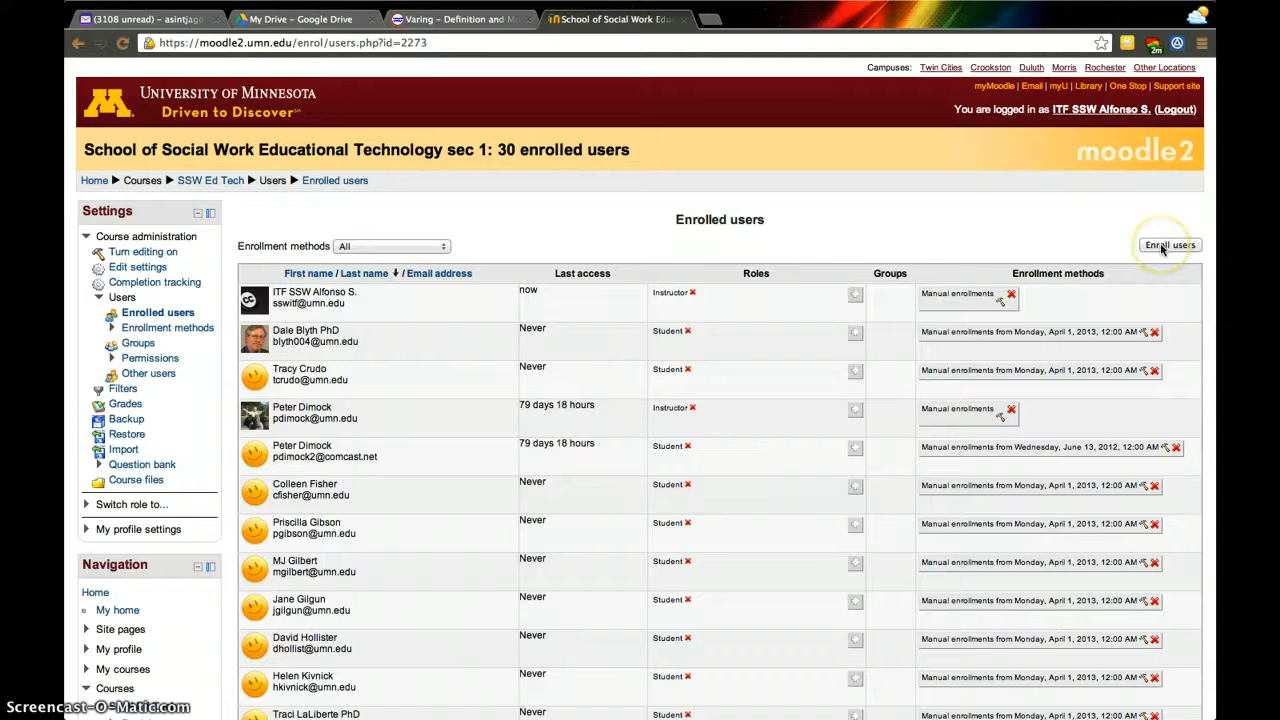 (3108 unread) – asintjago
My Drive – Google Drive
Varing – Definition and M
School of Social Work Edu
https://moodle2.umn.edu/enrol/users.php?id=2273
2m
Campuses: Twin Cities Crookston Duluth Morris Rochester Other Locations
myMoodle | Email | myU | Library | One Stop | Support site
UNIVERSITY OF MINNESOTA
Driven to Discover℠
You are logged in as ITF SSW Alfonso S. (Logout)
School of Social Work Educational Technology sec 1: 30 enrolled users
moodle2
Home ► Courses ► SSW Ed Tech ► Users ► Enrolled users
Settings
Course administration
Turn editing on
Edit settings
Completion tracking
Users
Enrolled users
Enrollment methods
Groups
Permissions
Other users
Filters
Grades
Backup
Restore
Import
Question bank
Course files
Switch role to...
My profile settings
Navigation
Home
My home
Site pages
My profile
My courses
Courses
Enrolled users
Enrollment methods All
Enroll users
First name / Last name ↓ / Email address Last access Roles Groups Enrollment methods
ITF SSW Alfonso S. now Instructor Manual enrollments
sswitf@umn.edu
Dale Blyth PhD Never Student Manual enrollments from Monday, April 1, 2013, 12:00 AM
blyth004@umn.edu
Tracy Crudo Never Student Manual enrollments from Monday, April 1, 2013, 12:00 AM
tcrudo@umn.edu
Peter Dimock 79 days 18 hours Instructor Manual enrollments
pdimock@umn.edu
Peter Dimock 79 days 18 hours Student Manual enrollments from Wednesday, June 13, 2012, 12:00 AM
pdimock2@comcast.net
Colleen Fisher Never Student Manual enrollments from Monday, April 1, 2013, 12:00 AM
cfisher@umn.edu
Priscilla Gibson Never Student Manual enrollments from Monday, April 1, 2013, 12:00 AM
pgibson@umn.edu
MJ Gilbert Never Student Manual enrollments from Monday, April 1, 2013, 12:00 AM
mgilbert@umn.edu
Jane Gilgun Never Student Manual enrollments from Monday, April 1, 2013, 12:00 AM
jgilgun@umn.edu
David Hollister Never Student Manual enrollments from Monday, April 1, 2013, 12:00 AM
dhollist@umn.edu
Helen Kivnick Never Student Manual enrollments from Monday, April 1, 2013, 12:00 AM
hkivnick@umn.edu
Traci LaLiberte PhD Never Student Manual enrollments from Monday, April 1, 2013, 12:00 AM
Screencast-O-Matic.com